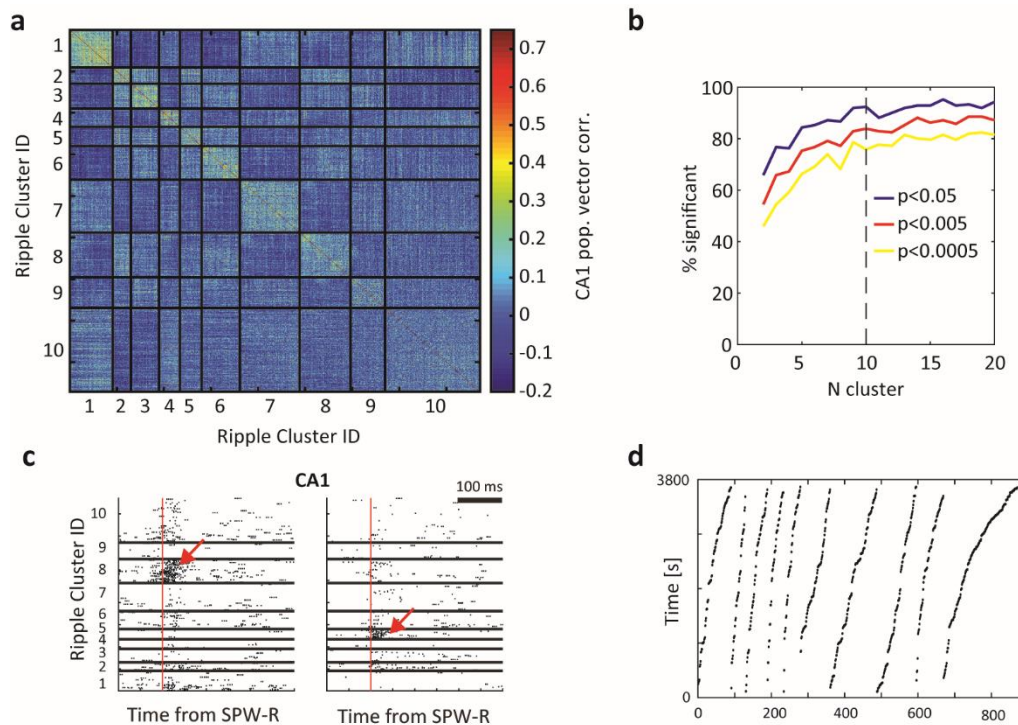 a
1
2
3
4
5
6
7
8
9
10
Ripple Cluster ID
1 2 3 4 5 6 7 8 9 10
Ripple Cluster ID
0.7
0.6
0.5
0.4
0.3
0.2
0.1
0
-0.1
-0.2
CA1 pop. vector corr.
b
100
80
60
40
20
0
% significant
p<0.05
p<0.005
p<0.0005
0 5 10 15 20
N cluster
c
CA1
100 ms
10
9
8
7
6
5
4
3
2
1
Ripple Cluster ID
Time from SPW-R
Time from SPW-R
d
3800
Time [s]
0
0 200 400 600 800